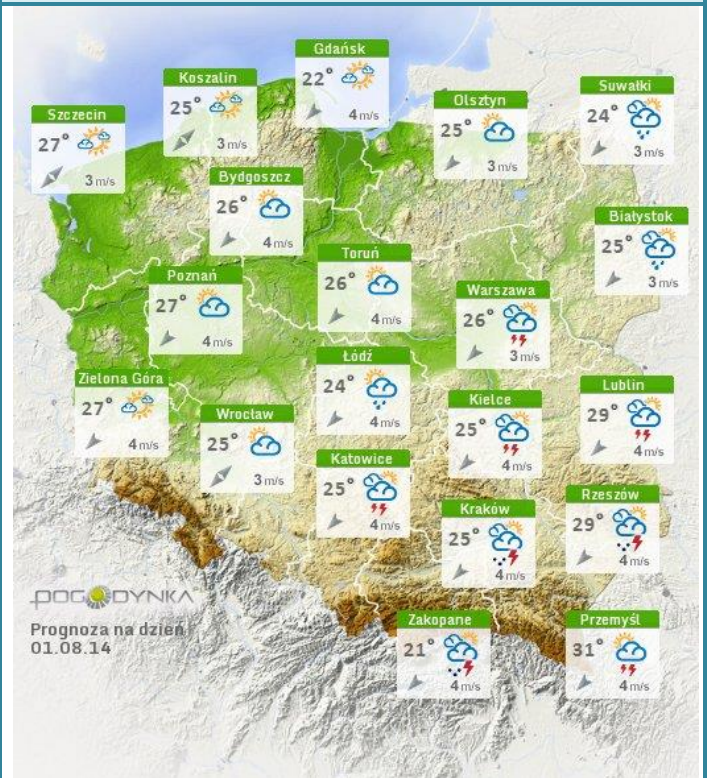 Gdańsk
22°
4 m/s
Koszalin
25°
3 m/s
Suwałki
24°
3 m/s
Olsztyn
25°
3 m/s
Szczecin
27°
3 m/s
Bydgoszcz
26°
4 m/s
Białystok
25°
3 m/s
Toruń
26°
4 m/s
Poznań
27°
4 m/s
Warszawa
26°
3 m/s
Łódź
24°
4 m/s
Zielona Góra
27°
4 m/s
Lublin
29°
4 m/s
Kielce
25°
4 m/s
Wrocław
25°
3 m/s
Katowice
25°
4 m/s
Rzeszów
29°
4 m/s
Kraków
25°
4 m/s
POGODYNKA
Prognoza na dzień
01.08.14
Zakopane
21°
4 m/s
Przemyśl
31°
4 m/s